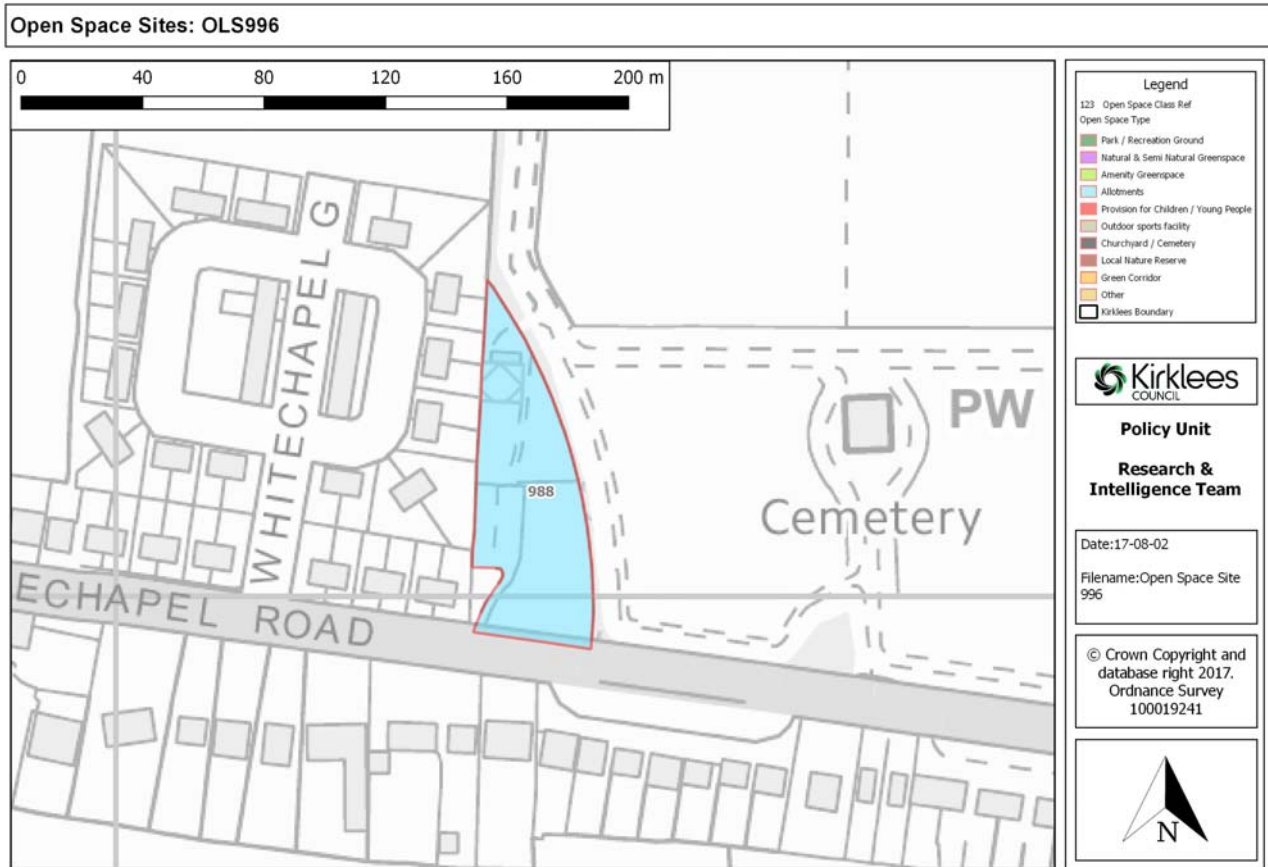 Open Space Sites: OLS996
0 40 80 120 160 200 m
WHITECHAPEL G
988
PW
Cemetery
ECHAPEL ROAD
Legend
123 Open Space Class Ref
Open Space Type
Park / Recreation Ground
Natural & Semi Natural Greenspace
Amenity Greenspace
Allotments
Provision for Children / Young People
Outdoor sports facility
Churchyard / Cemetery
Local Nature Reserve
Green Corridor
Other
Kirklees Boundary
Kirklees
COUNCIL
Policy Unit
Research &
Intelligence Team
Date:17-08-02
Filename:Open Space Site
996
© Crown Copyright and
database right 2017.
Ordnance Survey
100019241
N